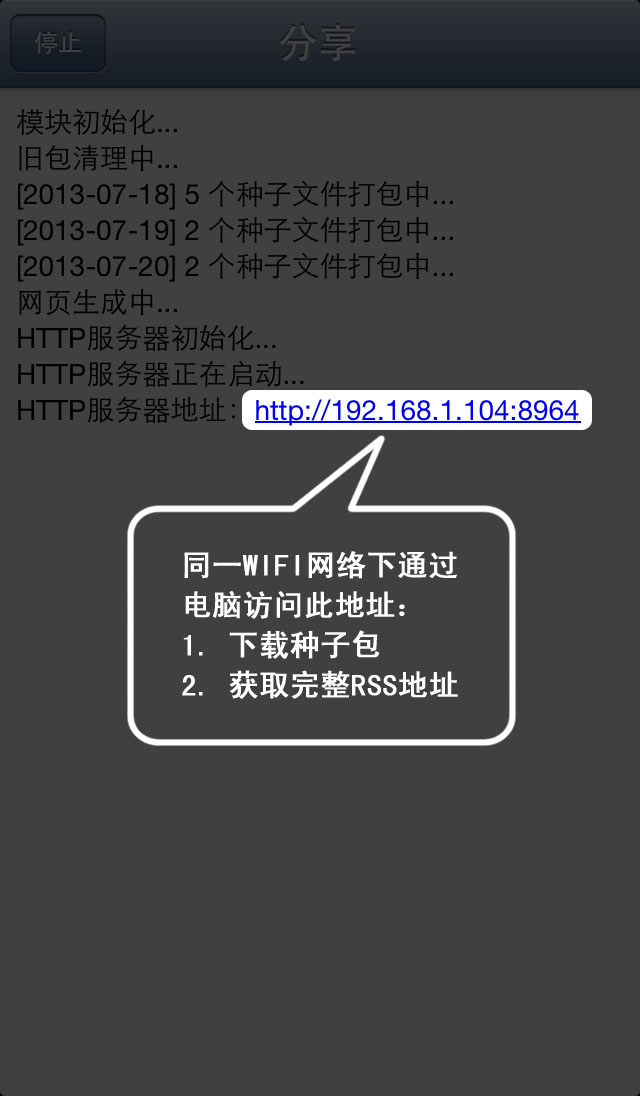 停止
分享
模块初始化...
旧包清理中...
[2013-07-18] 5 个种子文件打包中...
[2013-07-19] 2 个种子文件打包中...
[2013-07-20] 2 个种子文件打包中...
网页生成中...
HTTP服务器初始化...
HTTP服务器正在启动...
HTTP服务器地址：http://192.168.1.104:8964
同一WIFI网络下通过
电脑访问此地址：
1. 下载种子包
2. 获取完整RSS地址